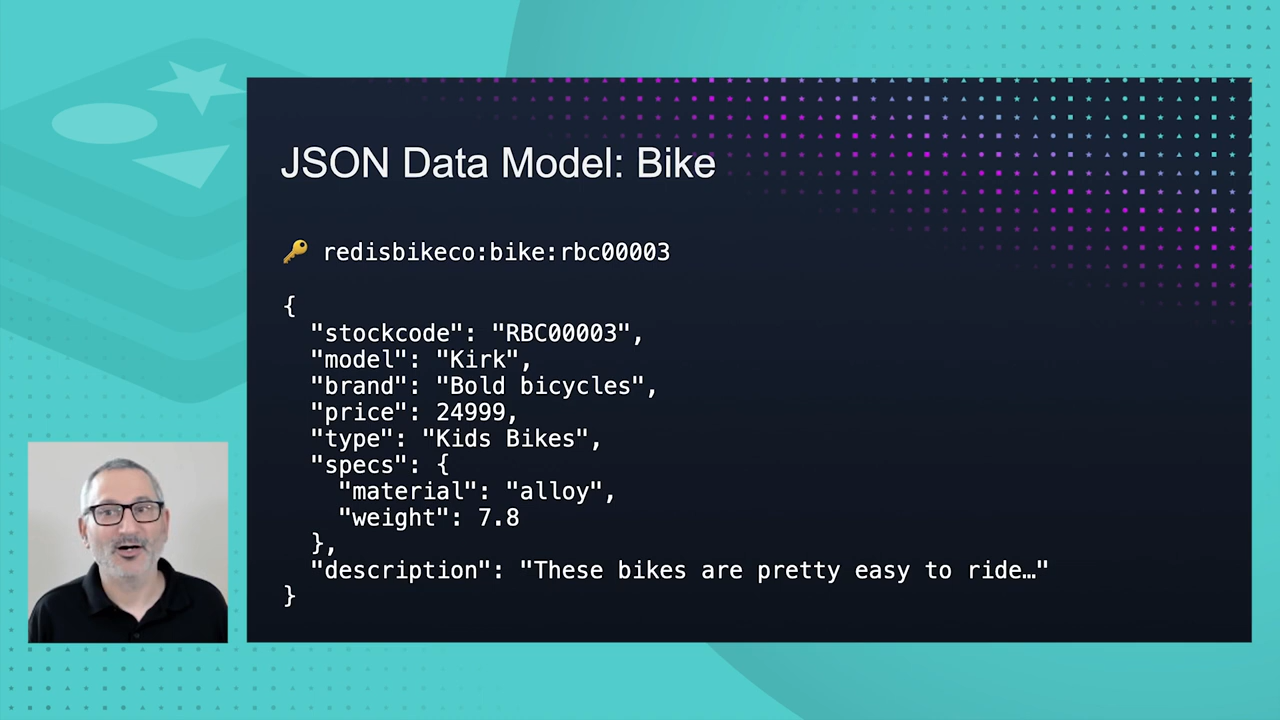 JSON Data Model: Bike
🔑 redisbikeco:bike:rbc00003
{
  "stockcode": "RBC00003",
  "model": "Kirk",
  "brand": "Bold bicycles",
  "price": 24999,
  "type": "Kids Bikes",
  "specs": {
    "material": "alloy",
    "weight": 7.8
  },
  "description": "These bikes are pretty easy to ride…"
}